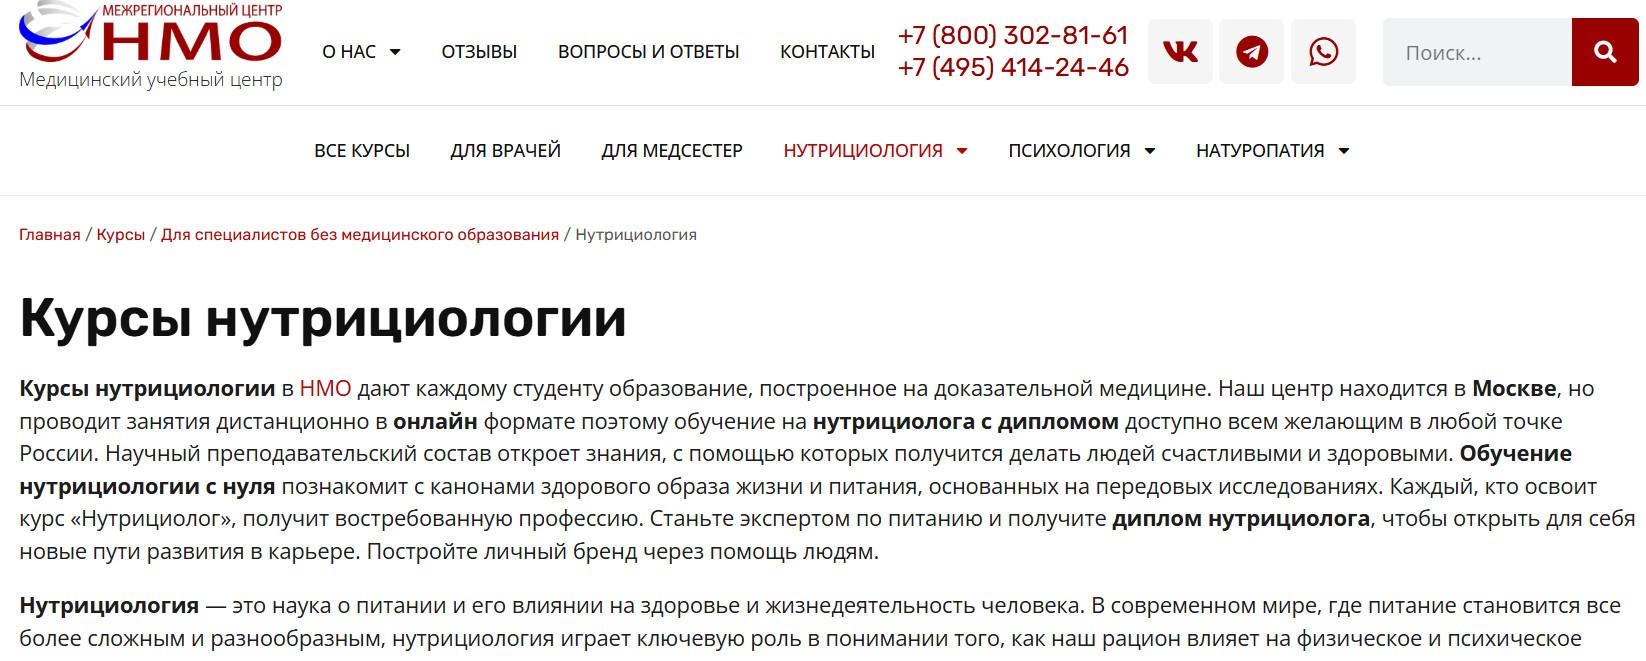 МЕЖРЕГИОНАЛЬНЫЙ ЦЕНТР
НМО
Медицинский учебный центр
О НАС
ОТЗЫВЫ
ВОПРОСЫ И ОТВЕТЫ
КОНТАКТЫ
+7 (800) 302-81-61
+7 (495) 414-24-46
Поиск...
ВСЕ КУРСЫ
ДЛЯ ВРАЧЕЙ
ДЛЯ МЕДСЕСТЕР
НУТРИЦИОЛОГИЯ
ПСИХОЛОГИЯ
НАТУРОПАТИЯ
Главная / Курсы / Для специалистов без медицинского образования / Нутрициология
Курсы нутрициологии
Курсы нутрициологии в НМО дают каждому студенту образование, построенное на доказательной медицине. Наш центр находится в Москве, но
проводит занятия дистанционно в онлайн формате поэтому обучение на нутрициолога с дипломом доступно всем желающим в любой точке
России. Научный преподавательский состав откроет знания, с помощью которых получится делать людей счастливыми и здоровыми. Обучение
нутрициологии с нуля познакомит с канонами здорового образа жизни и питания, основанных на передовых исследованиях. Каждый, кто освоит
курс «Нутрициолог», получит востребованную профессию. Станьте экспертом по питанию и получите диплом нутрициолога, чтобы открыть для себя
новые пути развития в карьере. Постройте личный бренд через помощь людям.
Нутрициология — это наука о питании и его влиянии на здоровье и жизнедеятельность человека. В современном мире, где питание становится все
более сложным и разнообразным, нутрициология играет ключевую роль в понимании того, как наш рацион влияет на физическое и психическое